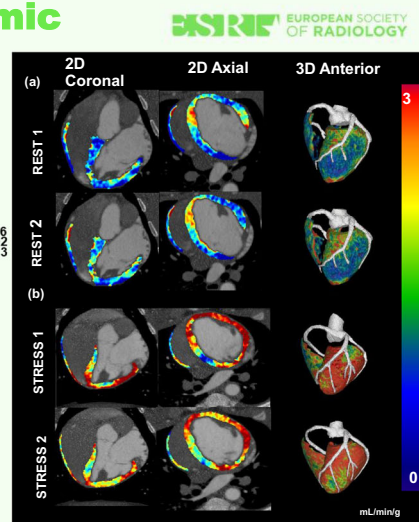 mic
ESR EUROPEAN SOCIETY
OF RADIOLOGY
2D
Coronal
2D Axial
3D Anterior
(a)
3
REST 1
REST 2
(b)
STRESS 1
STRESS 2
0
mL/min/g